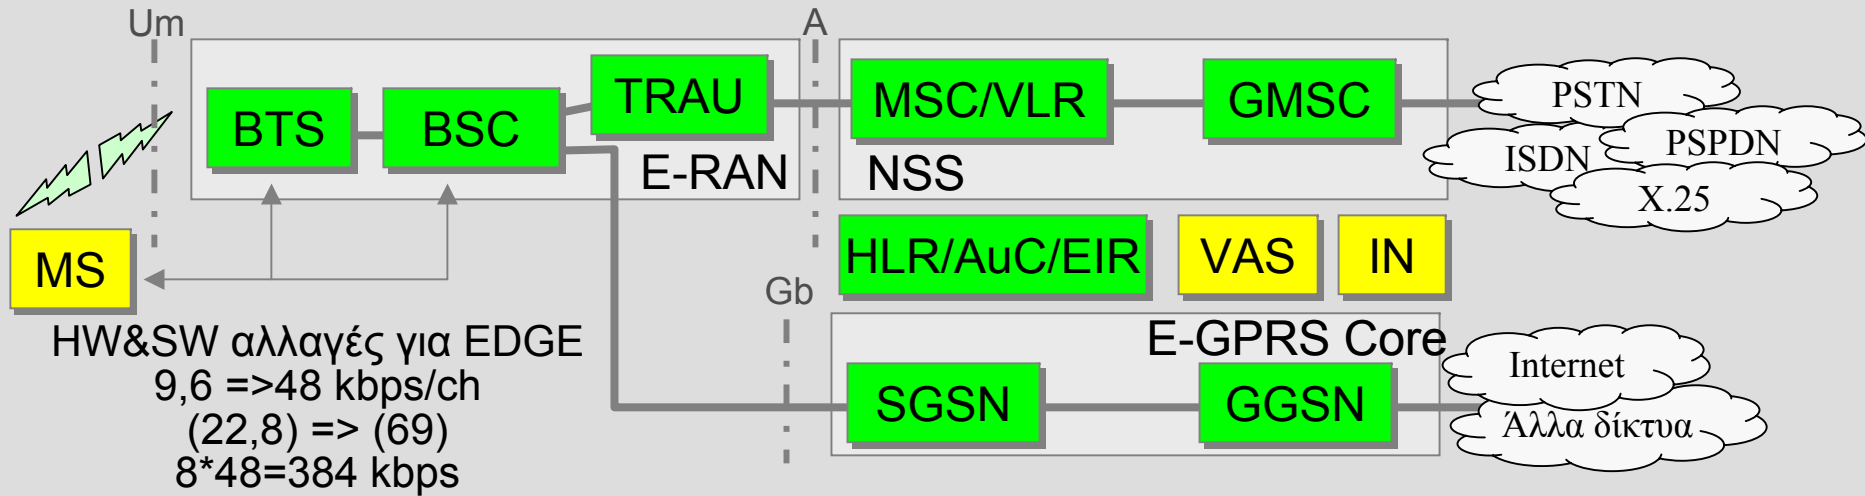 Um
A
BTS
BSC
TRAU
E-RAN
MSC/VLR
GMSC
NSS
PSTN
ISDN
PSPDN
X.25
MS
HLR/AuC/EIR
VAS
IN
Gb
HW&SW αλλαγές για EDGE
9,6 =>48 kbps/ch
(22,8) => (69)
8*48=384 kbps
E-GPRS Core
SGSN
GGSN
Internet
Άλλα δίκτυα